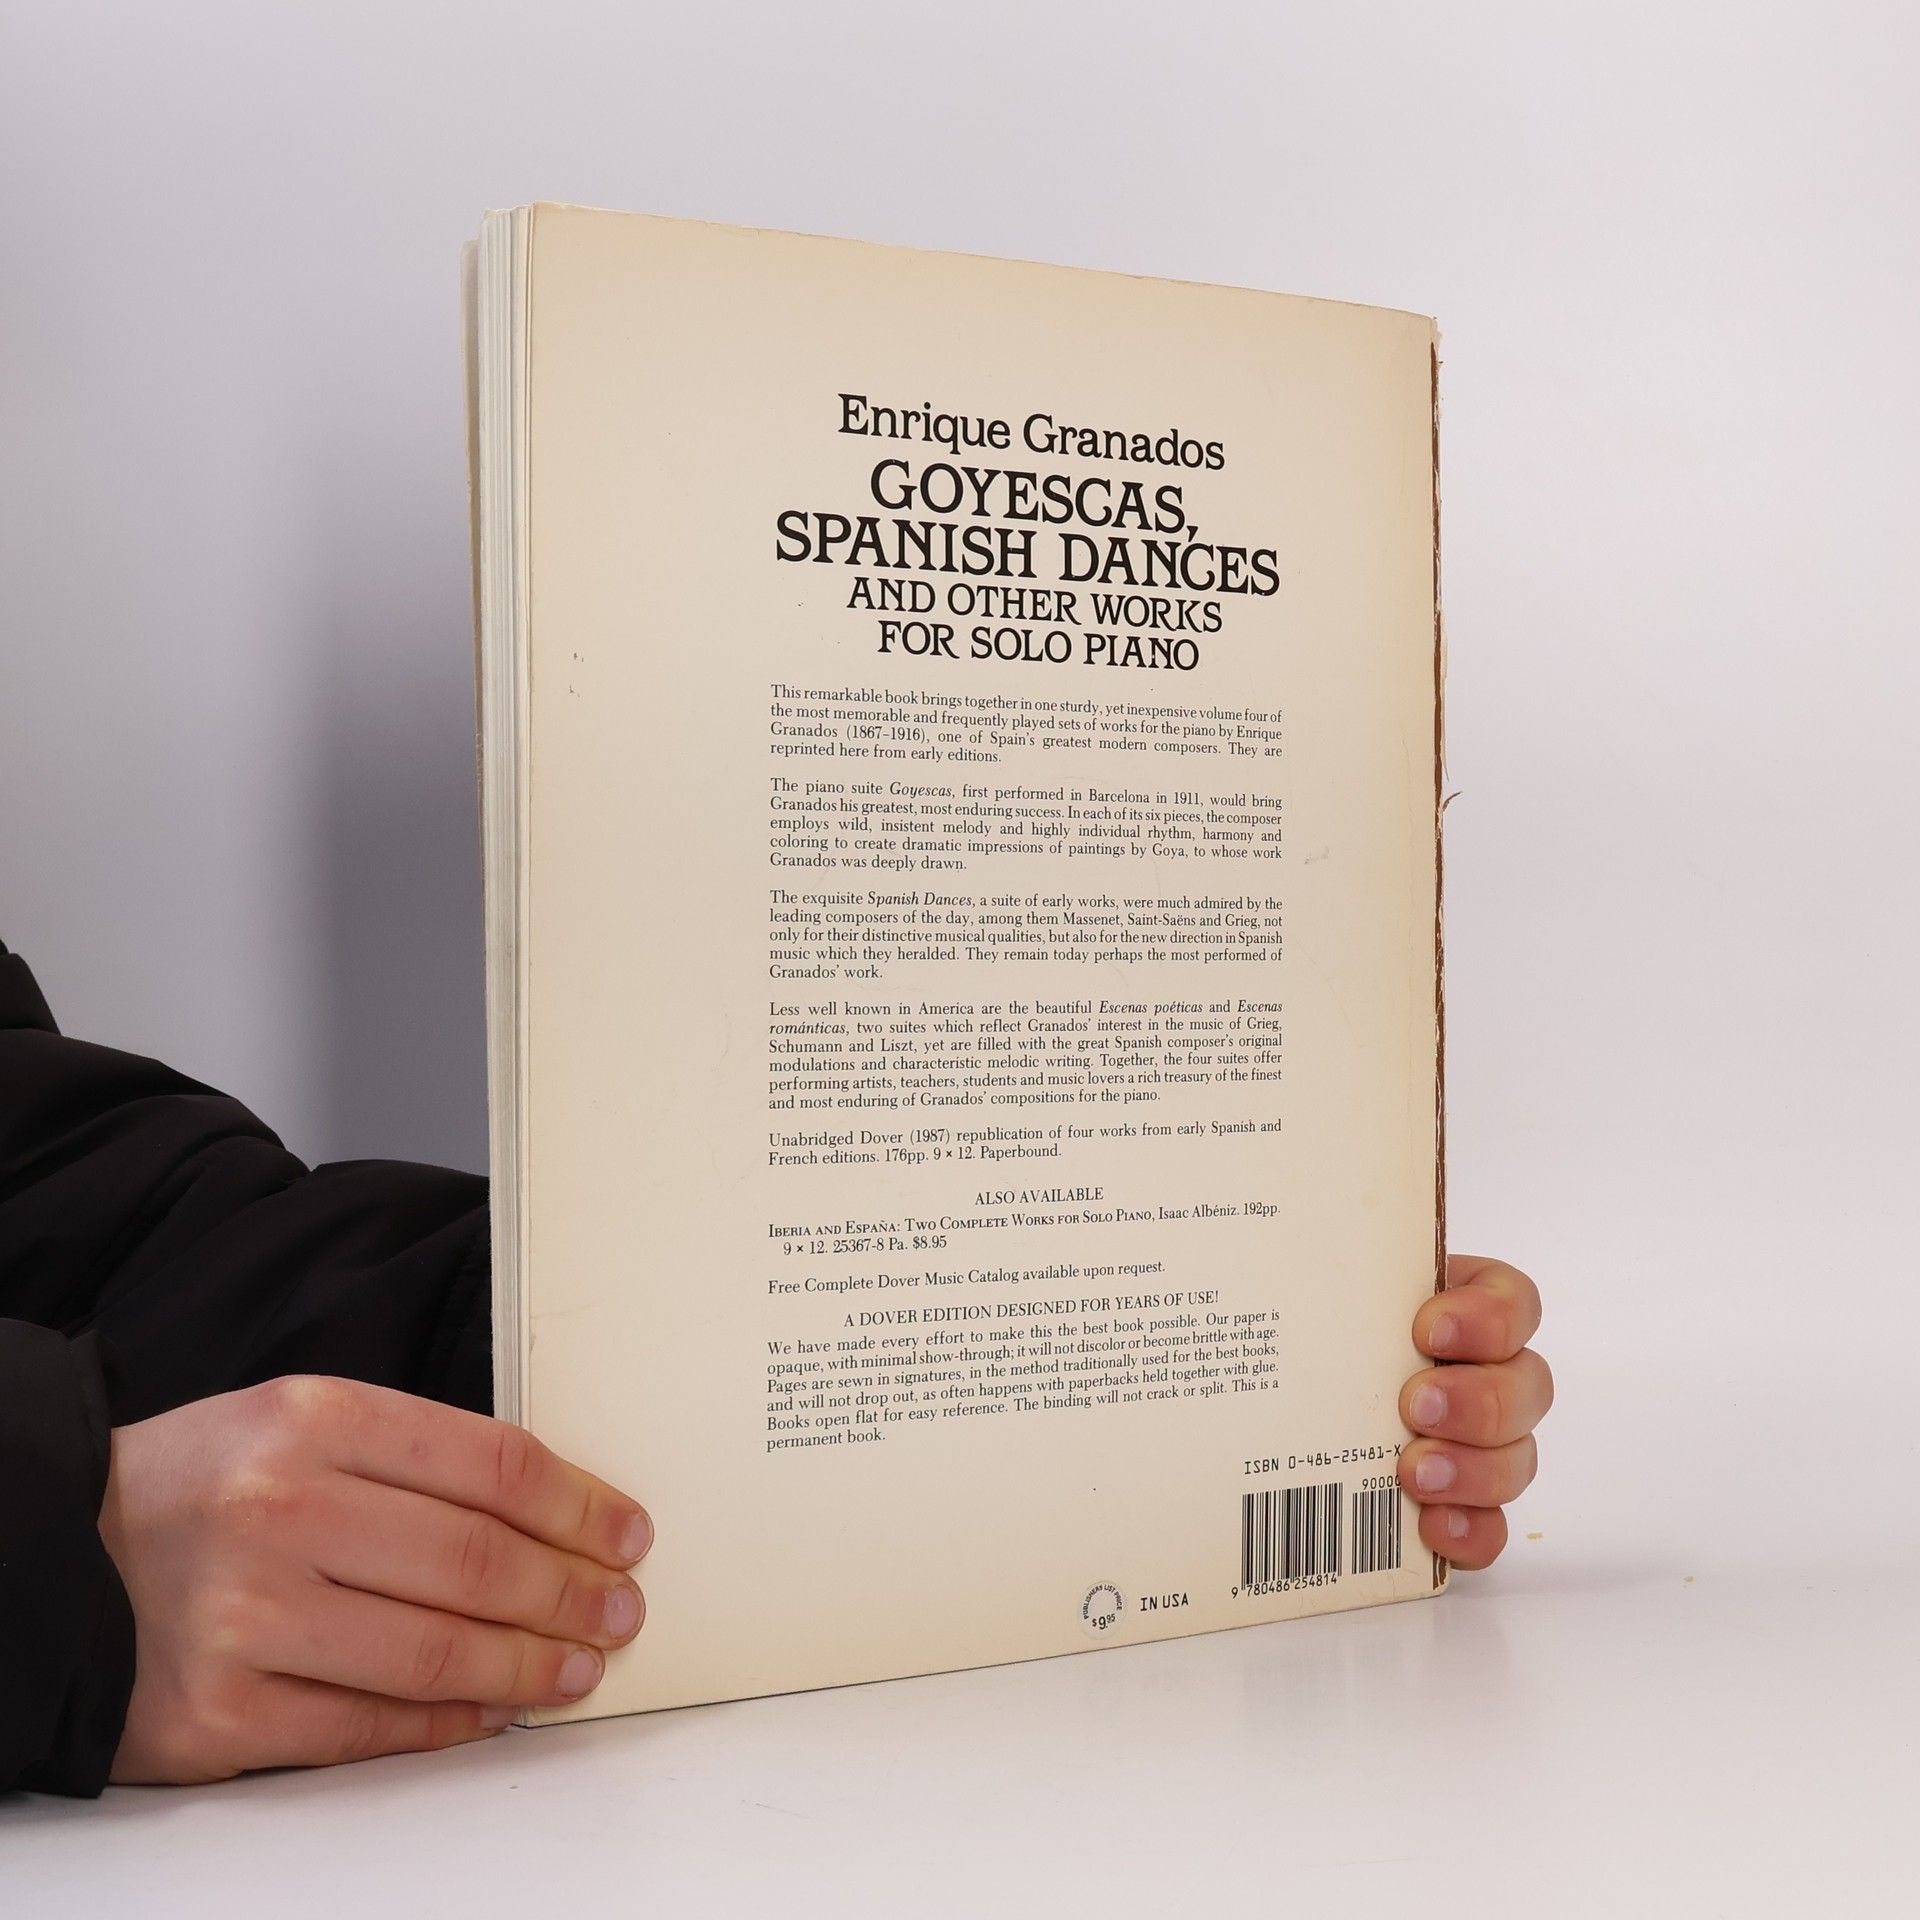 Enrique Granados
GOYESCAS,
SPANISH DANCES
AND OTHER WORKS
FOR SOLO PIANO
This remarkable book brings together in one sturdy, yet inexpensive volume four of
the most memorable and frequently played sets of works for the piano by Enrique
Granados (1867–1916), one of Spain's greatest modern composers. They are
reprinted here from early editions.
The piano suite Goyescas, first performed in Barcelona in 1911, would bring
Granados his greatest, most enduring success. In each of its six pieces, the composer
employs wild, insistent melody and highly individual rhythm, harmony and
coloring to create dramatic impressions of paintings by Goya, to whose work
Granados was deeply drawn.
The exquisite Spanish Dances, a suite of early works, were much admired by the
leading composers of the day, among them Massenet, Saint-Saëns and Grieg, not
only for their distinctive musical qualities, but also for the new direction in Spanish
music which they heralded. They remain today perhaps the most performed of
Granados' work.
Less well known in America are the beautiful Escenas poéticas and Escenas
románticas, two suites which reflect Granados' interest in the music of Grieg,
Schumann and Liszt, yet are filled with the great Spanish composer's original
modulations and characteristic melodic writing. Together, the four suites offer
performing artists, teachers, students and music lovers a rich treasury of the finest
and most enduring of Granados' compositions for the piano.
Unabridged Dover (1987) republication of four works from early Spanish and
French editions. 176pp. 9 × 12. Paperbound.
ALSO AVAILABLE
IBERIA AND ESPAÑA: TWO COMPLETE WORKS FOR SOLO PIANO, Isaac Albéniz. 192pp.
9 × 12. 25367-8 Pa. $8.95
Free Complete Dover Music Catalog available upon request.
A DOVER EDITION DESIGNED FOR YEARS OF USE!
We have made every effort to make this the best book possible. Our paper is
opaque, with minimal show-through; it will not discolor or become brittle with age.
Pages are sewn in signatures, in the method traditionally used for the best books,
and will not drop out, as often happens with paperbacks held together with glue.
Books open flat for easy reference. The binding will not crack or split. This is a
permanent book.
ISBN 0-486-25481-X
90000
9 780486 254814
PUBLISHERS LIST PRICE
$9.95
IN USA